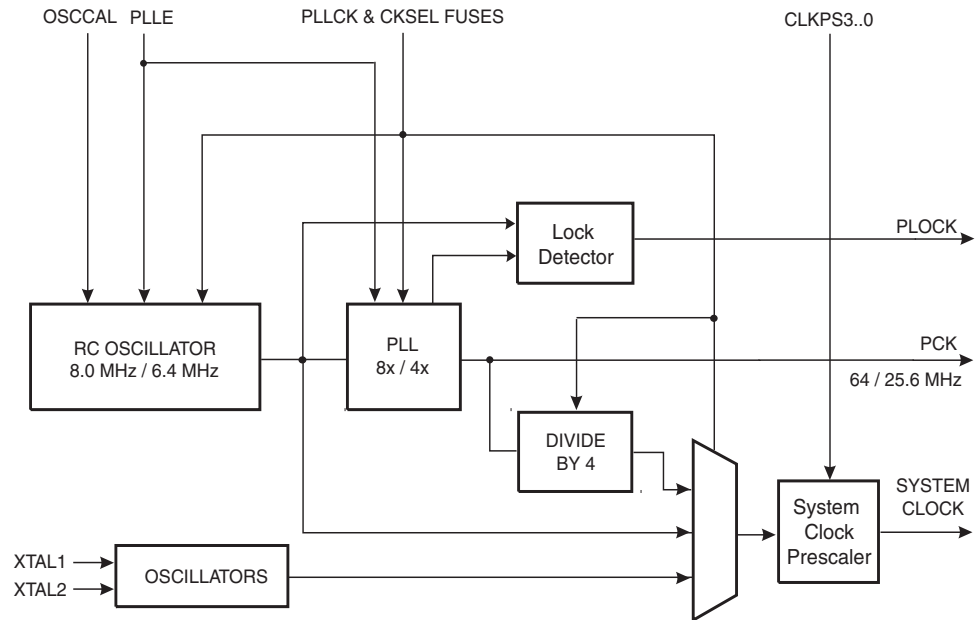 OSCCAL
PLLE
PLLCK & CKSEL FUSES
CLKPS3..0
Lock
Detector
PLOCK
RC OSCILLATOR
8.0 MHz / 6.4 MHz
PLL
8x / 4x
PCK
64 / 25.6 MHz
DIVIDE
BY 4
SYSTEM
CLOCK
System
Clock
Prescaler
XTAL1
XTAL2
OSCILLATORS